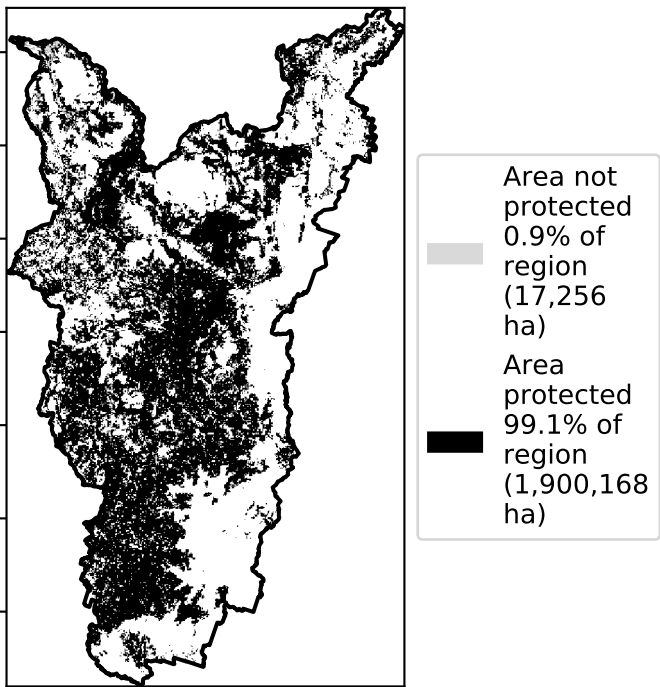 Area not
protected
0.9% of
region
(17,256
ha)
Area
protected
99.1% of
region
(1,900,168
ha)